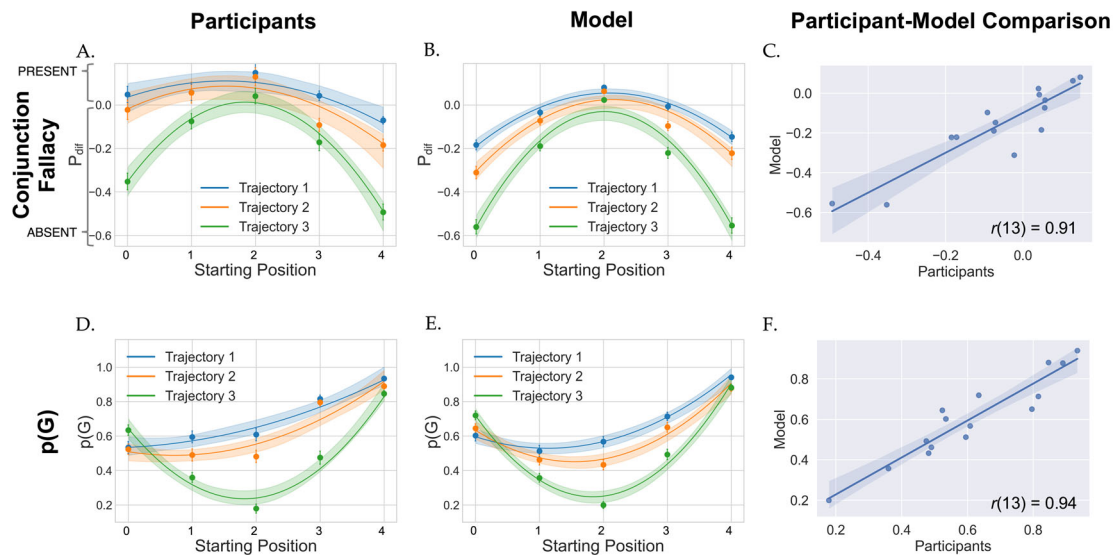 Participants
Model
Participant-Model Comparison
A.
B.
C.
PRESENT
ABSENT
Conjunction
Fallacy
P_dif
0.0
−0.2
−0.4
−0.6
Trajectory 1
Trajectory 2
Trajectory 3
0 1 2 3 4
Starting Position
P_dif
0.0
−0.2
−0.4
−0.6
Trajectory 1
Trajectory 2
Trajectory 3
0 1 2 3 4
Starting Position
Model
0.0
−0.2
−0.4
−0.6
r(13) = 0.91
−0.4 −0.2 0.0
Participants
D.
E.
F.
p(G)
p(G)
1.0
0.8
0.6
0.4
0.2
Trajectory 1
Trajectory 2
Trajectory 3
0 1 2 3 4
Starting Position
p(G)
1.0
0.8
0.6
0.4
0.2
Trajectory 1
Trajectory 2
Trajectory 3
0 1 2 3 4
Starting Position
Model
0.8
0.6
0.4
0.2
r(13) = 0.94
0.2 0.4 0.6 0.8
Participants